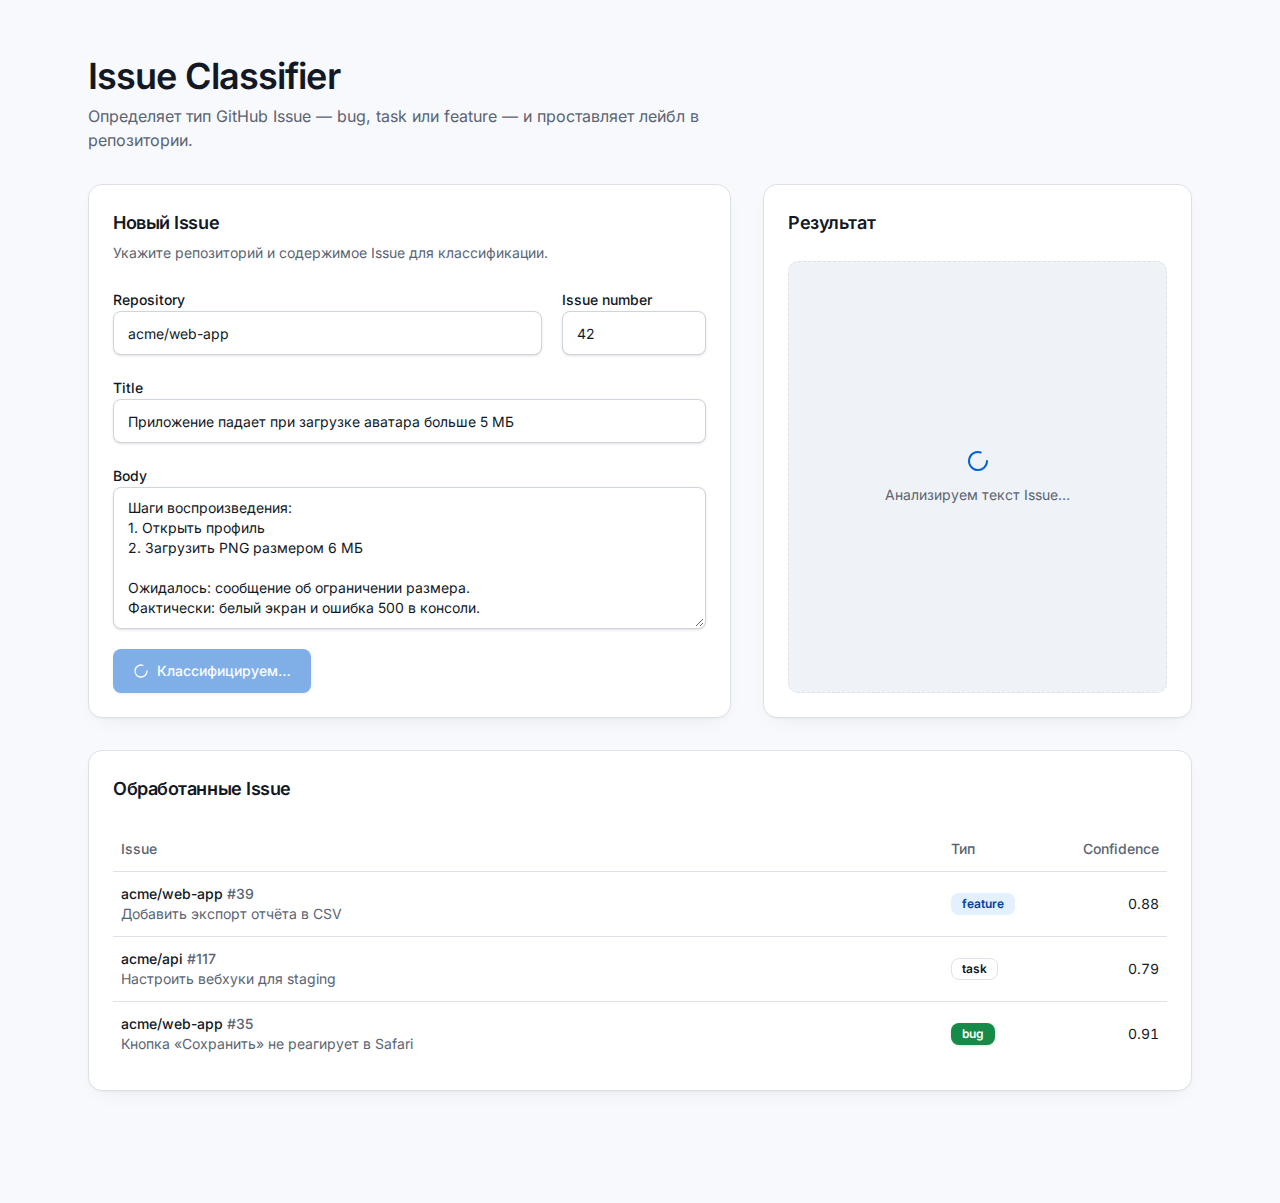 Issue Classifier
Определяет тип GitHub Issue — bug, task или feature — и проставляет лейбл в
репозитории.
Новый Issue
Укажите репозиторий и содержимое Issue для классификации.
Repository
Issue number
acme/web-app
42
Title
Приложение падает при загрузке аватара больше 5 МБ
Body
Шаги воспроизведения:
1. Открыть профиль
2. Загрузить PNG размером 6 МБ
Ожидалось: сообщение об ограничении размера.
Фактически: белый экран и ошибка 500 в консоли.
Классифицируем...
Результат
Анализируем текст Issue...
Обработанные Issue
Issue
Тип
Confidence
acme/web-app #39
Добавить экспорт отчёта в CSV
feature
0.88
acme/api #117
Настроить вебхуки для staging
task
0.79
acme/web-app #35
Кнопка «Сохранить» не реагирует в Safari
bug
0.91